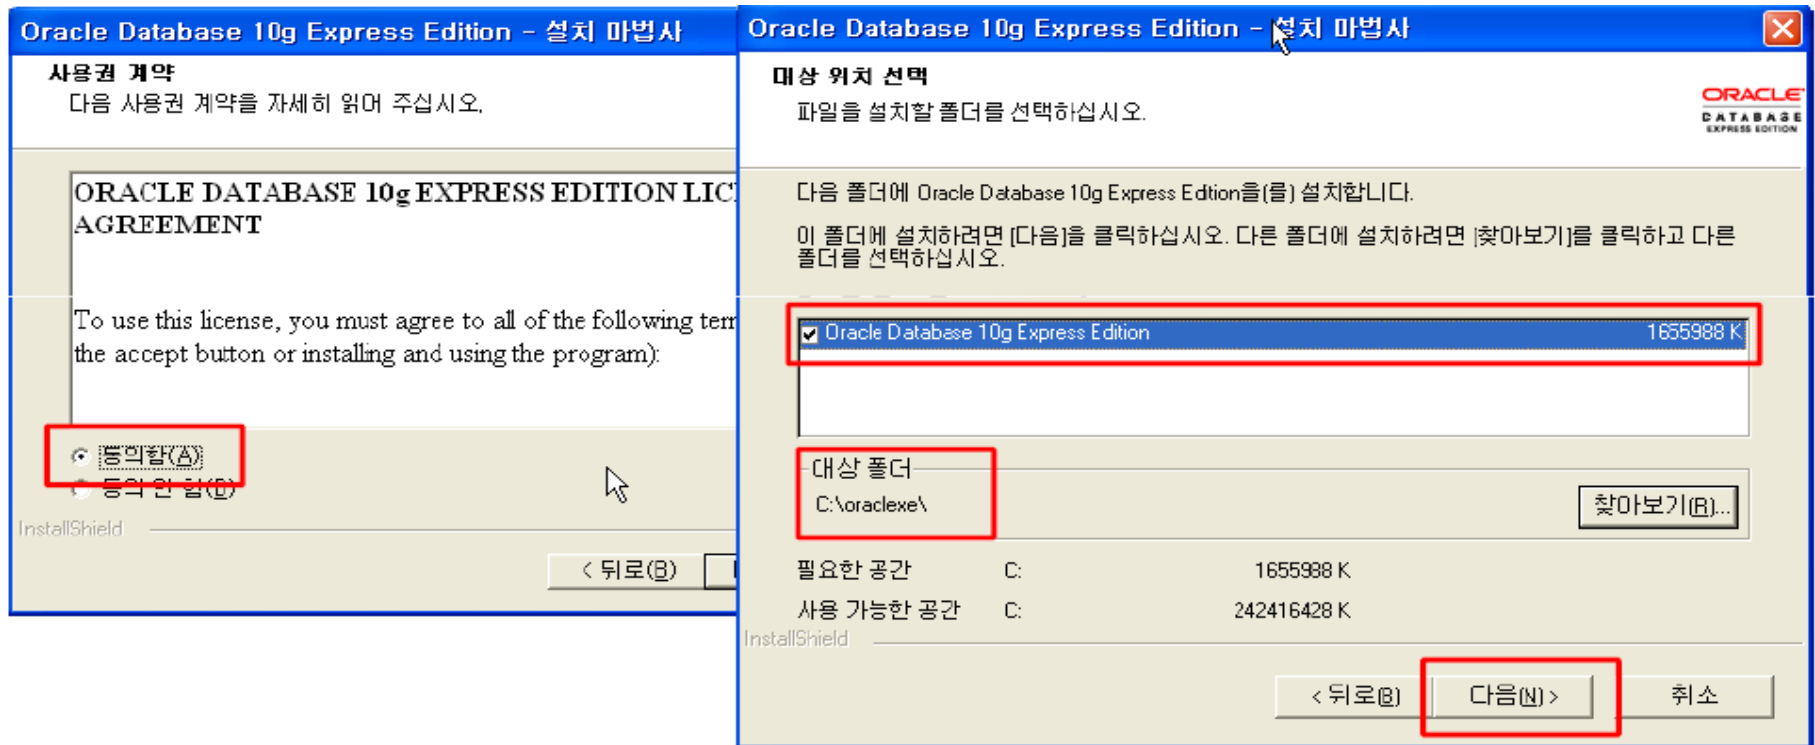 Oracle Database 10g Express Edition - 설치 마법사
사용권 계약
다음 사용권 계약을 자세히 읽어 주십시오.
ORACLE DATABASE 10g EXPRESS EDITION LIC
AGREEMENT
To use this license, you must agree to all of the following ter
the accept button or installing and using the program):
동의함(A)
동의 안 함(D)
InstallShield
< 뒤로(B)
Oracle Database 10g Express Edition - 설치 마법사
대상 위치 선택
파일을 설치할 폴더를 선택하십시오.
ORACLE
DATABASE
EXPRESS EDITION
다음 폴더에 Oracle Database 10g Express Edition을(를) 설치합니다.
이 폴더에 설치하려면 [다음]을 클릭하십시오. 다른 폴더에 설치하려면 [찾아보기]를 클릭하고 다른
폴더를 선택하십시오.
Oracle Database 10g Express Edition 1655988 K
대상 폴더
C:\oraclexe\
찾아보기(R)...
필요한 공간 C: 1655988 K
사용 가능한 공간 C: 242416428 K
InstallShield
< 뒤로(B) 다음(N) > 취소